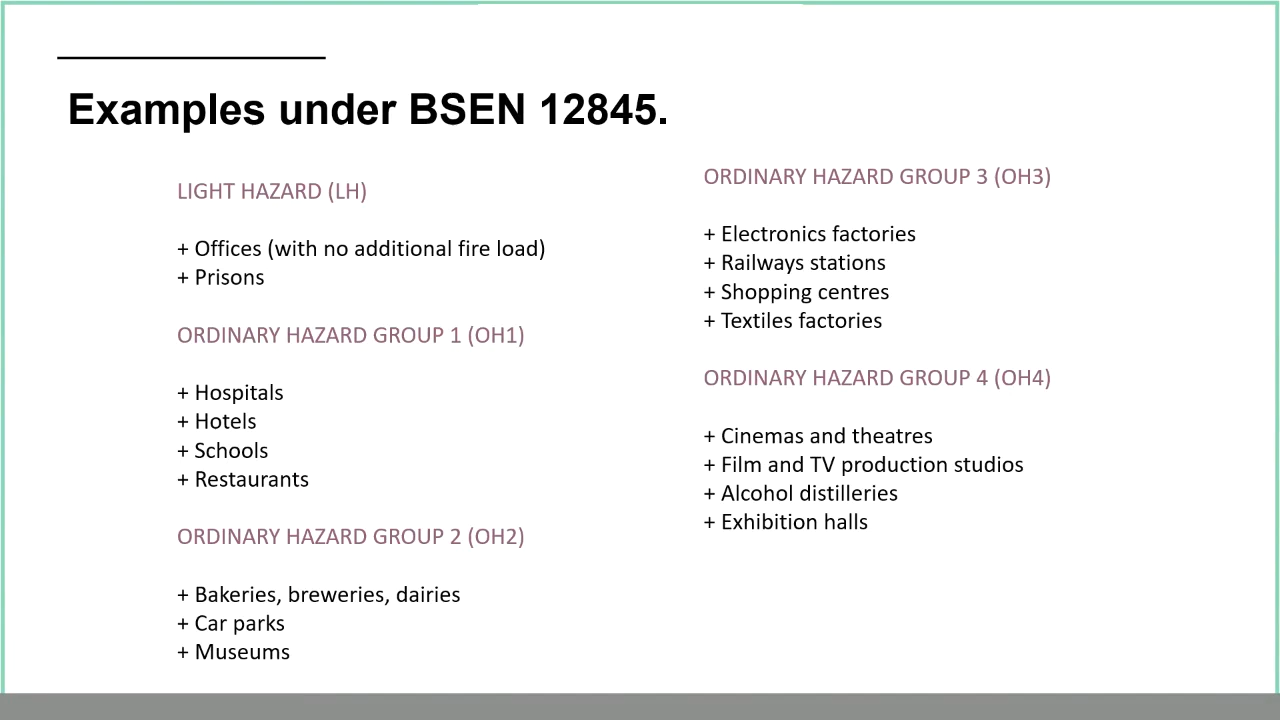 Examples under BSEN 12845.
LIGHT HAZARD (LH)
+ Offices (with no additional fire load)
+ Prisons
ORDINARY HAZARD GROUP 1 (OH1)
+ Hospitals
+ Hotels
+ Schools
+ Restaurants
ORDINARY HAZARD GROUP 2 (OH2)
+ Bakeries, breweries, dairies
+ Car parks
+ Museums
ORDINARY HAZARD GROUP 3 (OH3)
+ Electronics factories
+ Railways stations
+ Shopping centres
+ Textiles factories
ORDINARY HAZARD GROUP 4 (OH4)
+ Cinemas and theatres
+ Film and TV production studios
+ Alcohol distilleries
+ Exhibition halls